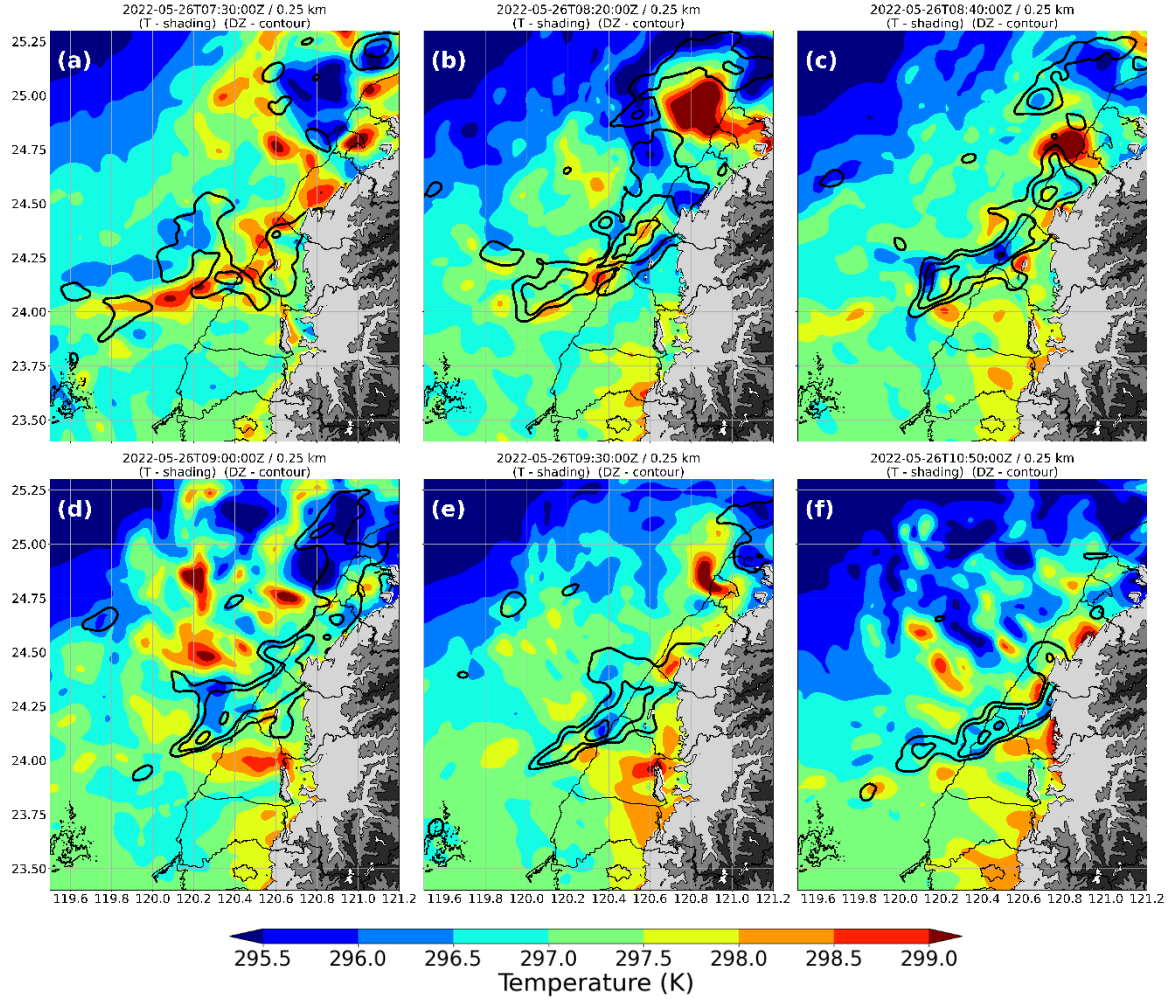 2022-05-26T07:30:00Z / 0.25 km
(T - shading) (DZ - contour)
2022-05-26T08:20:00Z / 0.25 km
(T - shading) (DZ - contour)
2022-05-26T08:40:00Z / 0.25 km
(T - shading) (DZ - contour)
(a)
(b)
(c)
25.25
25.00
24.75
24.50
24.25
24.00
23.75
23.50
2022-05-26T09:00:00Z / 0.25 km
(T - shading) (DZ - contour)
2022-05-26T09:30:00Z / 0.25 km
(T - shading) (DZ - contour)
2022-05-26T10:50:00Z / 0.25 km
(T - shading) (DZ - contour)
(d)
(e)
(f)
25.25
25.00
24.75
24.50
24.25
24.00
23.75
23.50
119.6 119.8 120.0 120.2 120.4 120.6 120.8 121.0 121.2
119.6 119.8 120.0 120.2 120.4 120.6 120.8 121.0 121.2
119.6 119.8 120.0 120.2 120.4 120.6 120.8 121.0 121.2
295.5 296.0 296.5 297.0 297.5 298.0 298.5 299.0
Temperature (K)